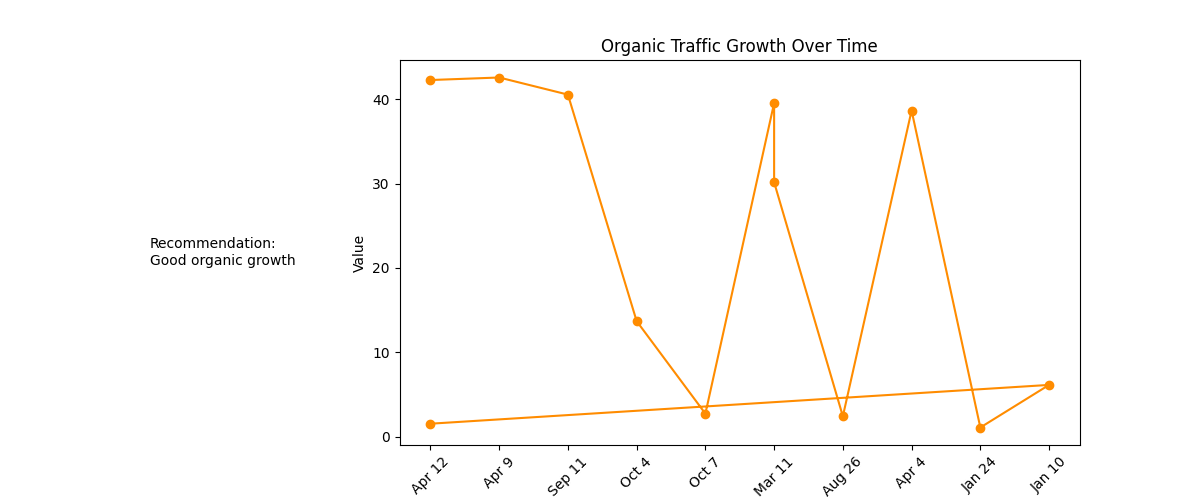 Organic Traffic Growth Over Time
Recommendation:
Good organic growth
Value
40
30
20
10
0
Apr 12
Apr 9
Sep 11
Oct 4
Oct 7
Mar 11
Aug 26
Apr 4
Jan 24
Jan 10